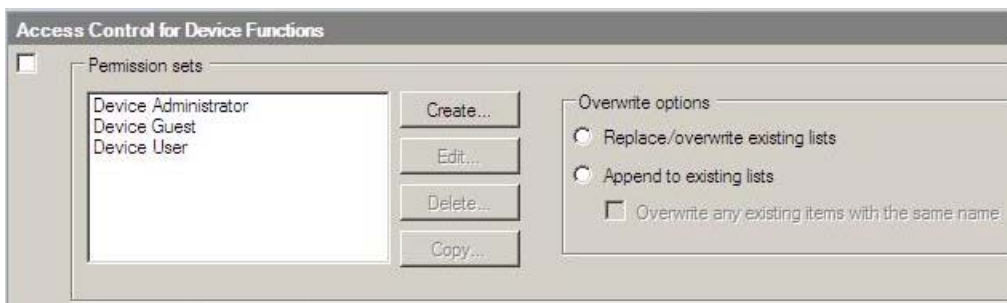 Access Control for Device Functions
Permission sets
Device Administrator
Device Guest
Device User
Create...
Edit...
Delete...
Copy...
Overwrite options
Replace/overwrite existing lists
Append to existing lists
Overwrite any existing items with the same name